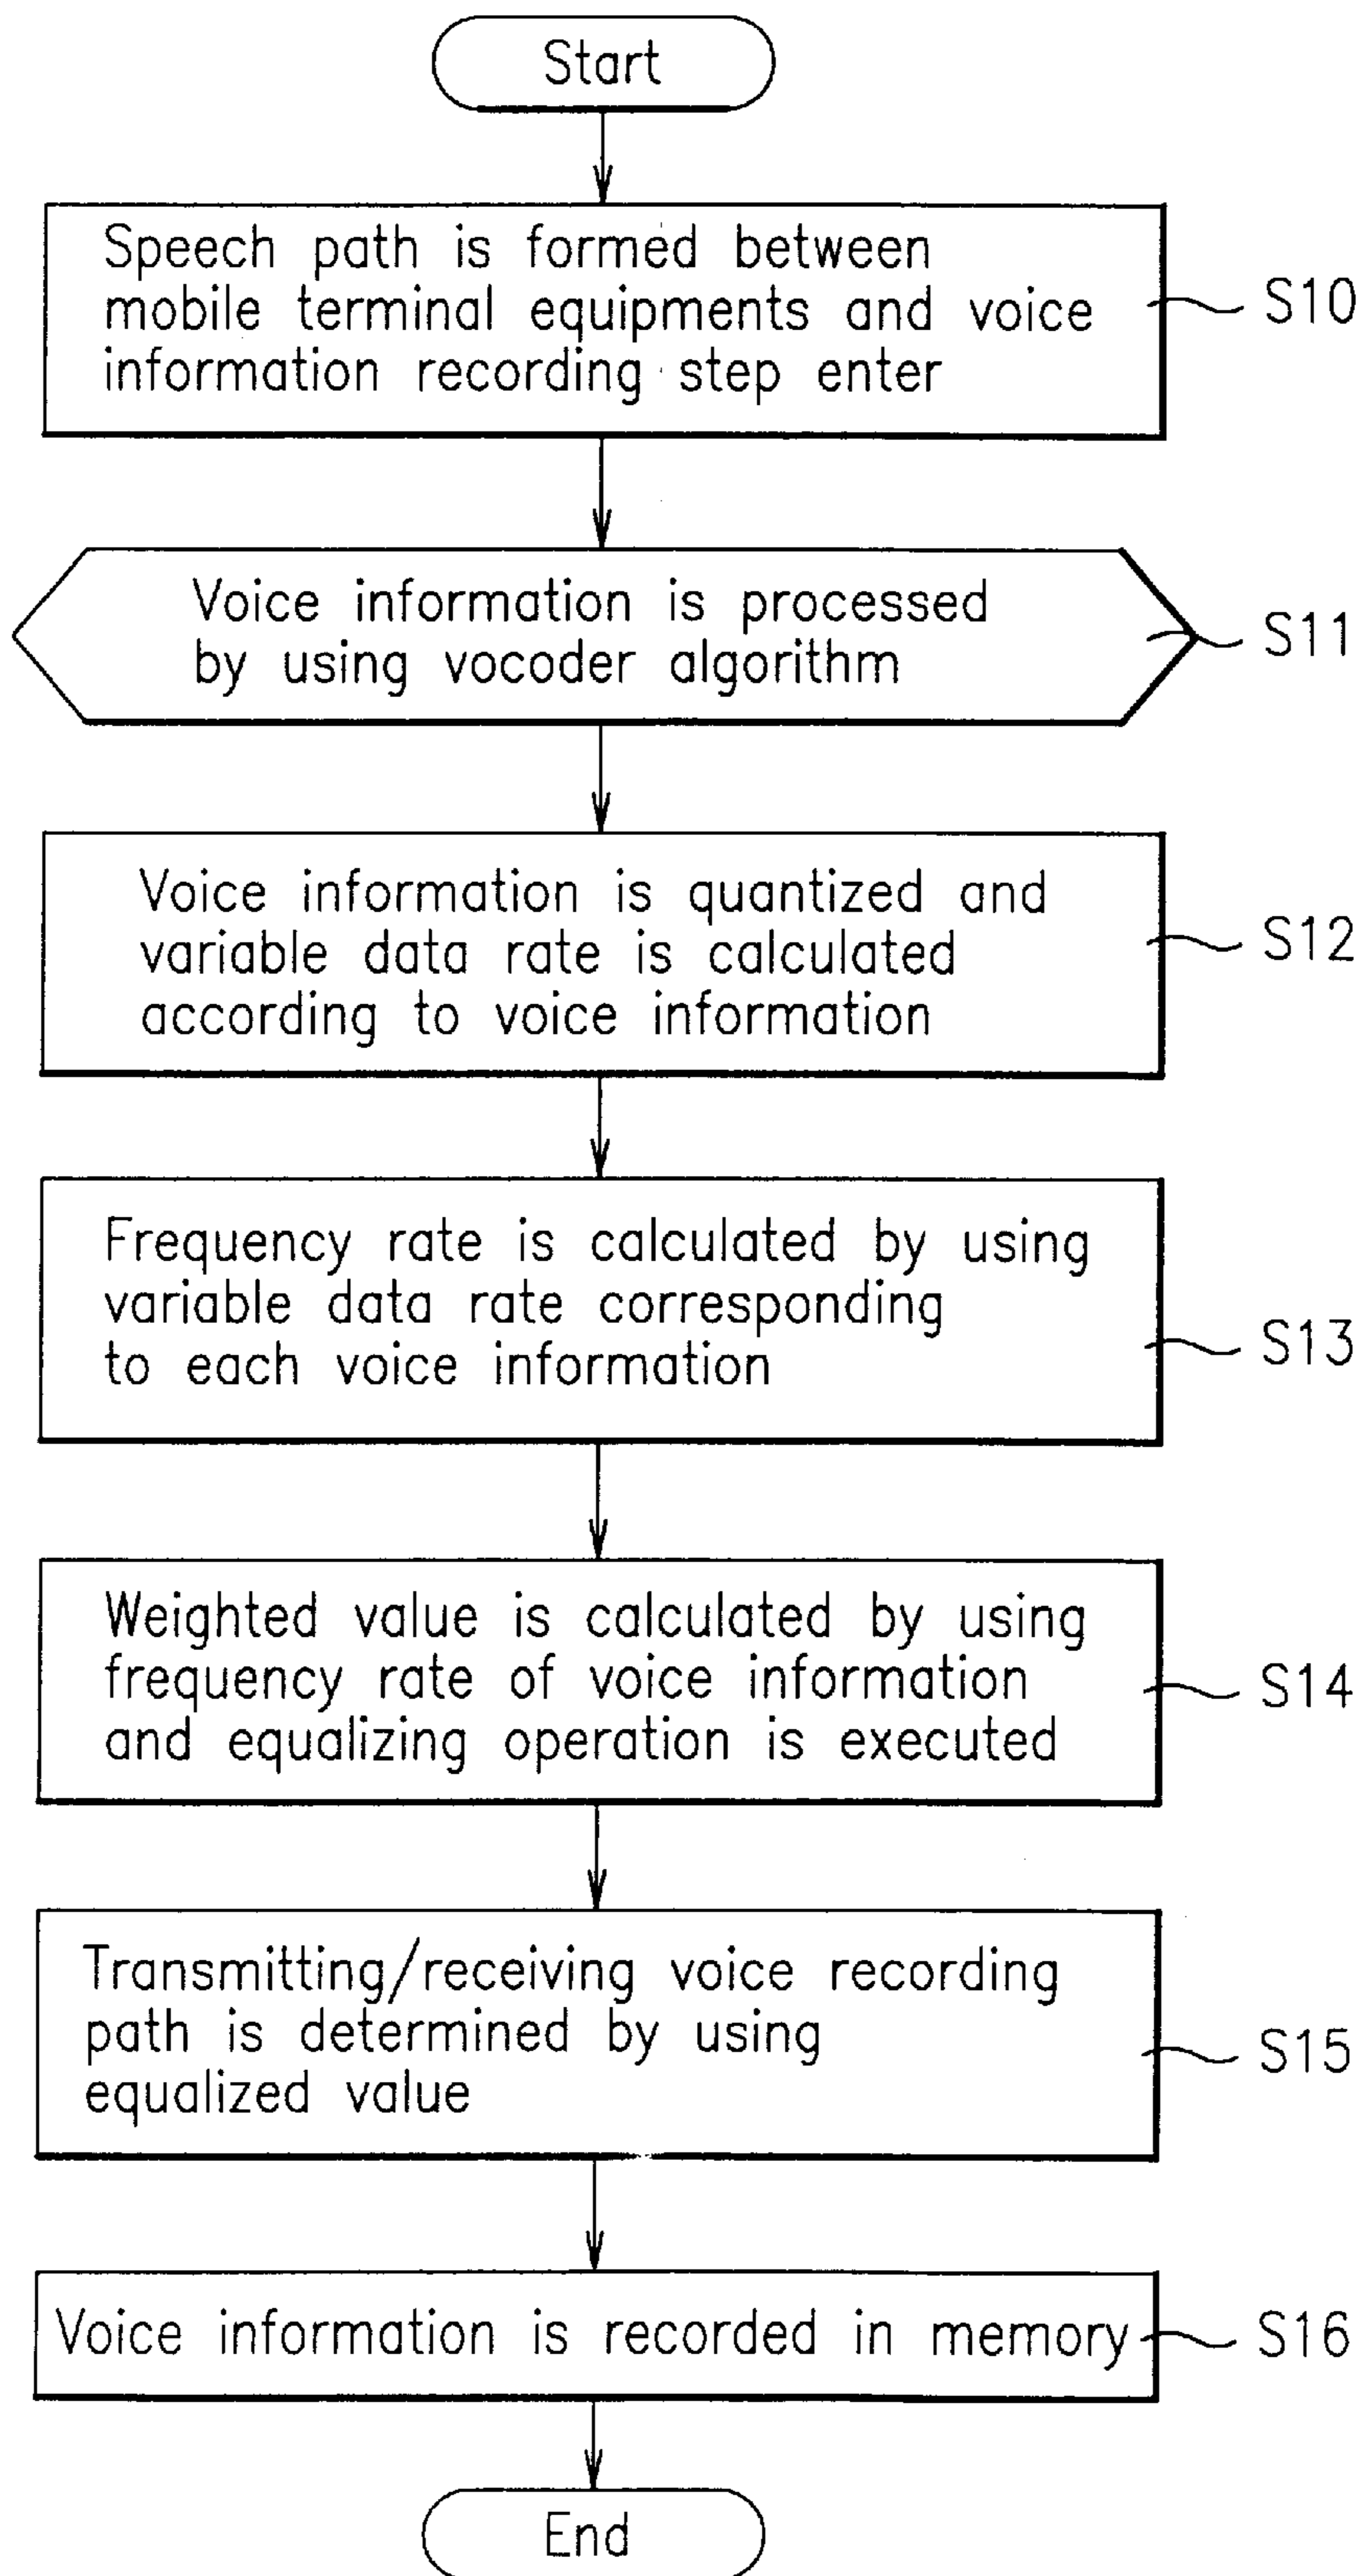 Start
Speech path is formed between
mobile terminal equipments and voice
information recording step enter
S10
Voice information is processed
by using vocoder algorithm
S11
Voice information is quantized and
variable data rate is calculated
according to voice information
S12
Frequency rate is calculated by using
variable data rate corresponding
to each voice information
S13
Weighted value is calculated by using
frequency rate of voice information
and equalizing operation is executed
S14
Transmitting/receiving voice recording
path is determined by using
equalized value
S15
Voice information is recorded in memory
S16
End